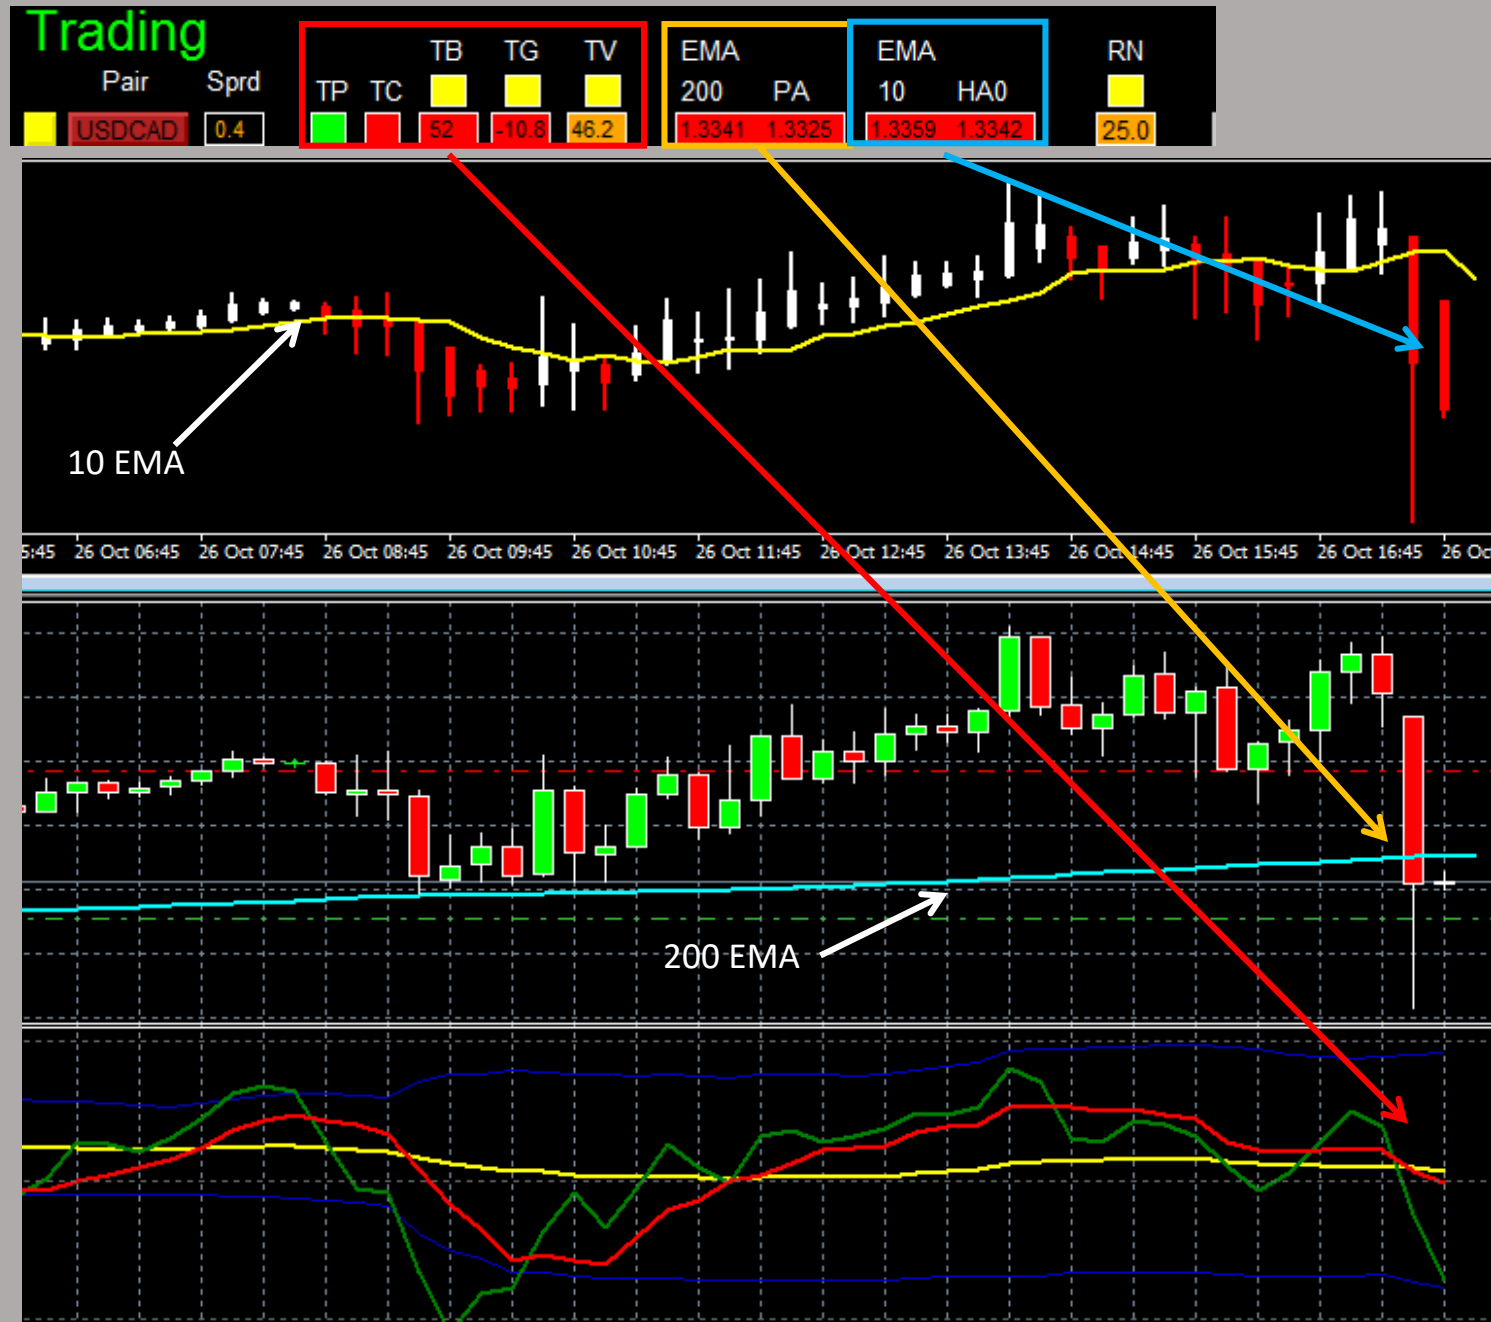 Trading
Pair Sprd
TP TC TB TG TV
EMA
200 PA
EMA
10 HA0
RN
USDCAD 0.4 52 -10.8 46.2 1.3341 1.3325 1.3359 1.3342 25.0
10 EMA
5:45 26 Oct 06:45 26 Oct 07:45 26 Oct 08:45 26 Oct 09:45 26 Oct 10:45 26 Oct 11:45 26 Oct 12:45 26 Oct 13:45 26 Oct 14:45 26 Oct 15:45 26 Oct 16:45 26 Oc
200 EMA